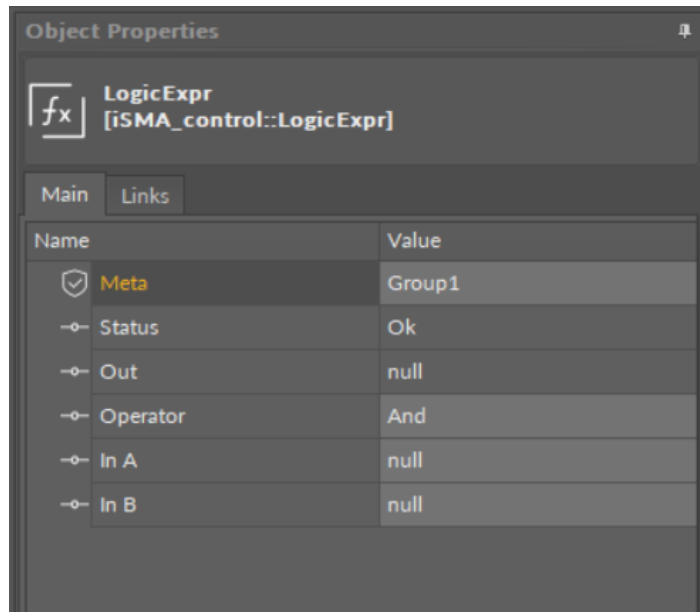 Object Properties
fx
LogicExpr
[iSMA_control::LogicExpr]
Main Links
Name Value
Meta Group1
Status Ok
Out null
Operator And
In A null
In B null